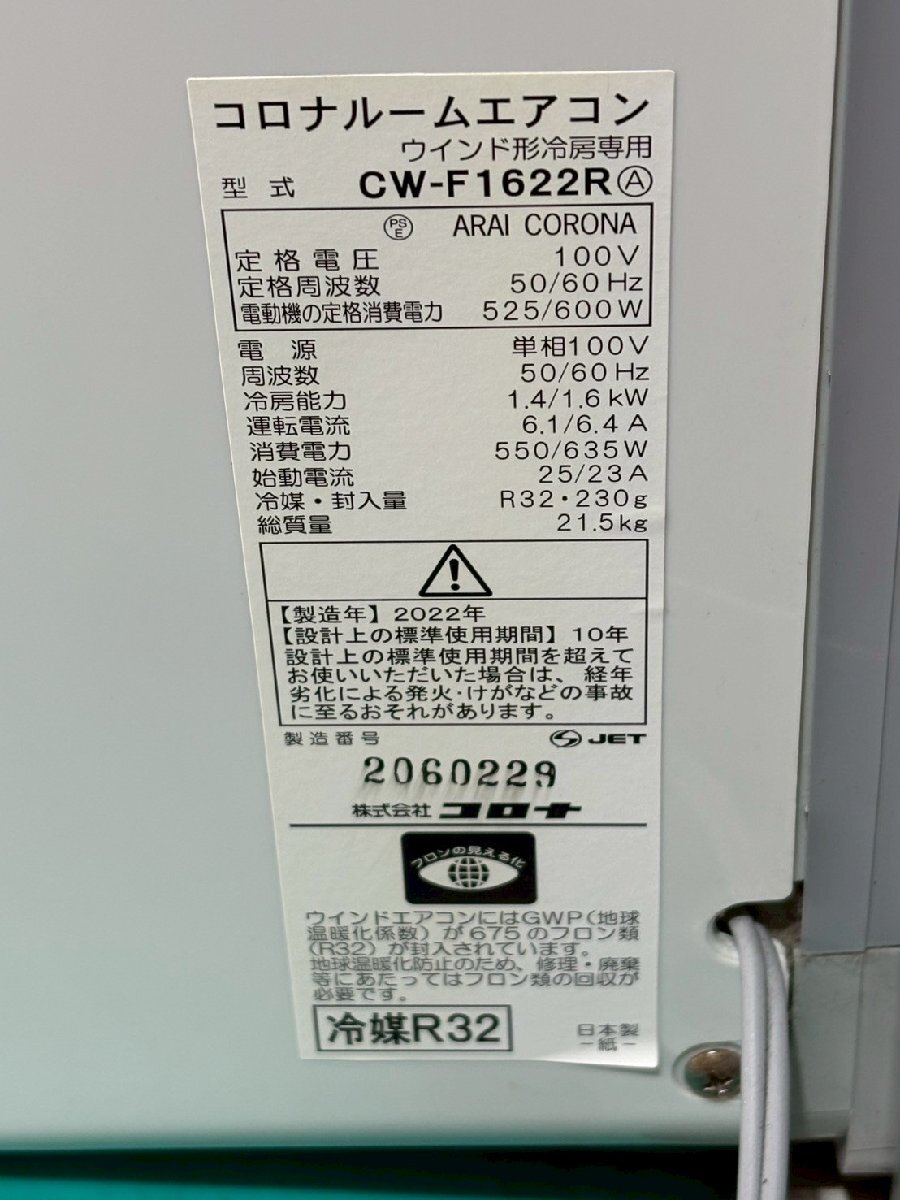 コロナルームエアコン
ウインド形冷房専用
型式 CW-F1622R Ⓐ
PSE ARAI CORONA
定格電圧 100V
定格周波数 50/60Hz
電動機の定格消費電力 525/600W
電源 単相100V
周波数 50/60Hz
冷房能力 1.4/1.6kW
運転電流 6.1/6.4A
消費電力 550/635W
始動電流 25/23A
冷媒・封入量 R32・230g
総質量 21.5kg
【製造年】2022年
【設計上の標準使用期間】10年
設計上の標準使用期間を超えて
お使いいただいた場合は、経年
劣化による発火・けがなどの事故
に至るおそれがあります。
製造番号 JET
2060229
株式会社 コロナ
フロンの見える化
ウインドエアコンにはGWP(地球
温暖化係数)が675のフロン類
(R32)が封入されています。
地球温暖化防止のため、修理・廃棄
等にあたってはフロン類の回収が
必要です。
冷媒R32 日本製
-紙-